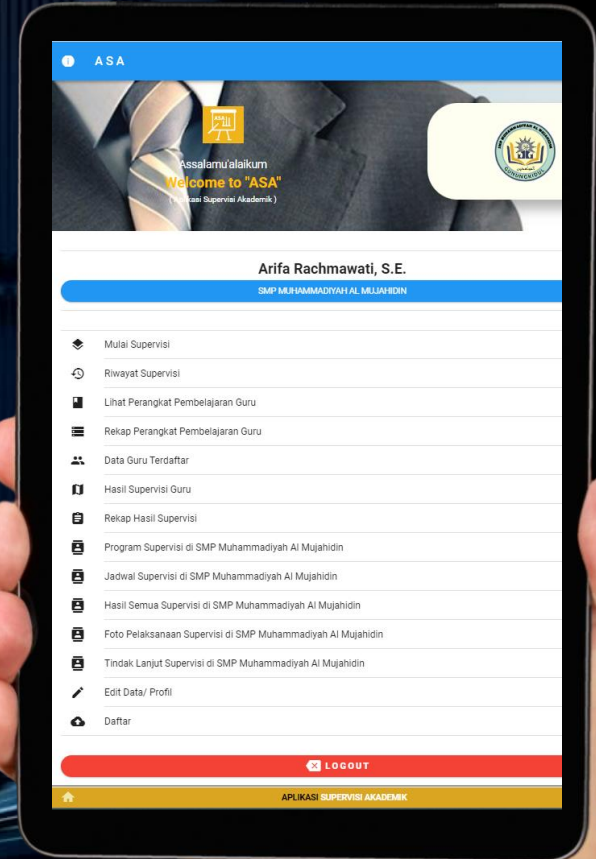 ASA
Assalamu'alaikum
Welcome to "ASA"
( Aplikasi Supervisi Akademik )
GUNUNGKIDUL
Arifa Rachmawati, S.E.
SMP MUHAMMADIYAH AL MUJAHIDIN
Mulai Supervisi
Riwayat Supervisi
Lihat Perangkat Pembelajaran Guru
Rekap Perangkat Pembelajaran Guru
Data Guru Terdaftar
Hasil Supervisi Guru
Rekap Hasil Supervisi
Program Supervisi di SMP Muhammadiyah Al Mujahidin
Jadwal Supervisi di SMP Muhammadiyah Al Mujahidin
Hasil Semua Supervisi di SMP Muhammadiyah Al Mujahidin
Foto Pelaksanaan Supervisi di SMP Muhammadiyah Al Mujahidin
Tindak Lanjut Supervisi di SMP Muhammadiyah Al Mujahidin
Edit Data/ Profil
Daftar
LOGOUT
APLIKASI SUPERVISI AKADEMIK